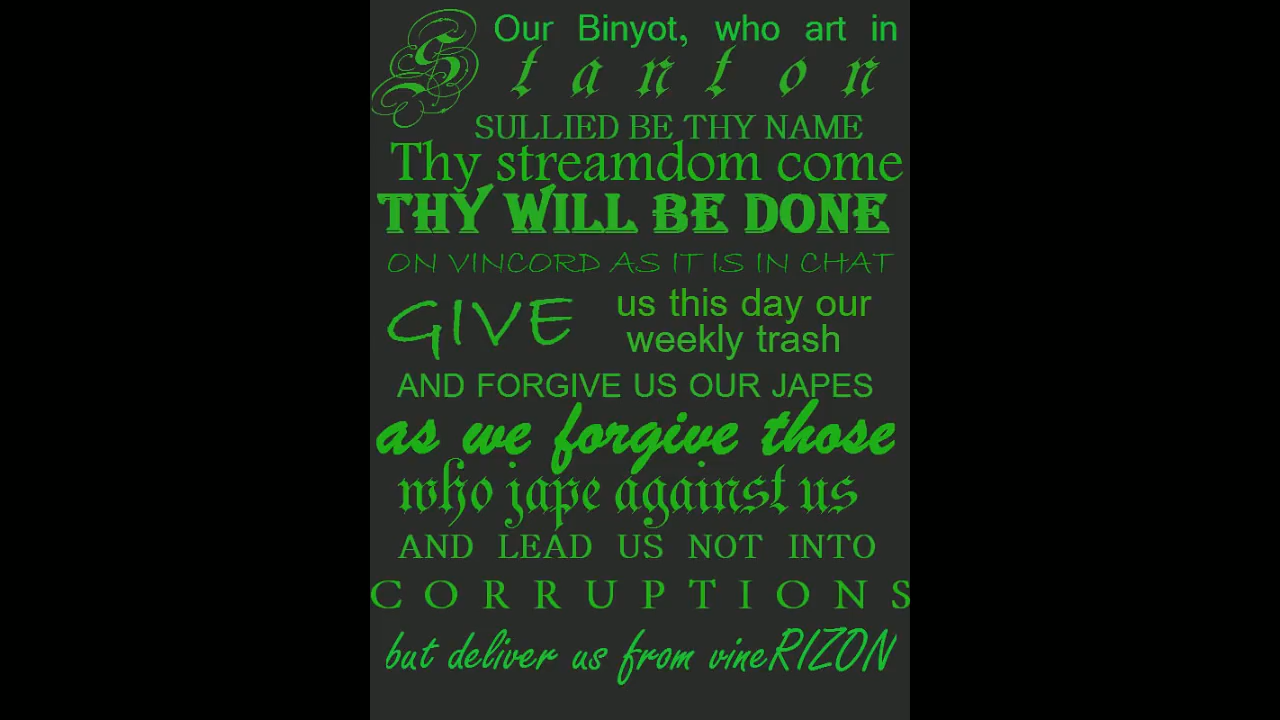 Our Binyot, who art in
Stanton
SULLIED BE THY NAME
Thy streamdom come
THY WILL BE DONE
ON VINCORD AS IT IS IN CHAT
GIVE us this day our
weekly trash
AND FORGIVE US OUR JAPES
as we forgive those
who jape against us
AND LEAD US NOT INTO
CORRUPTIONS
but deliver us from vineRIZON